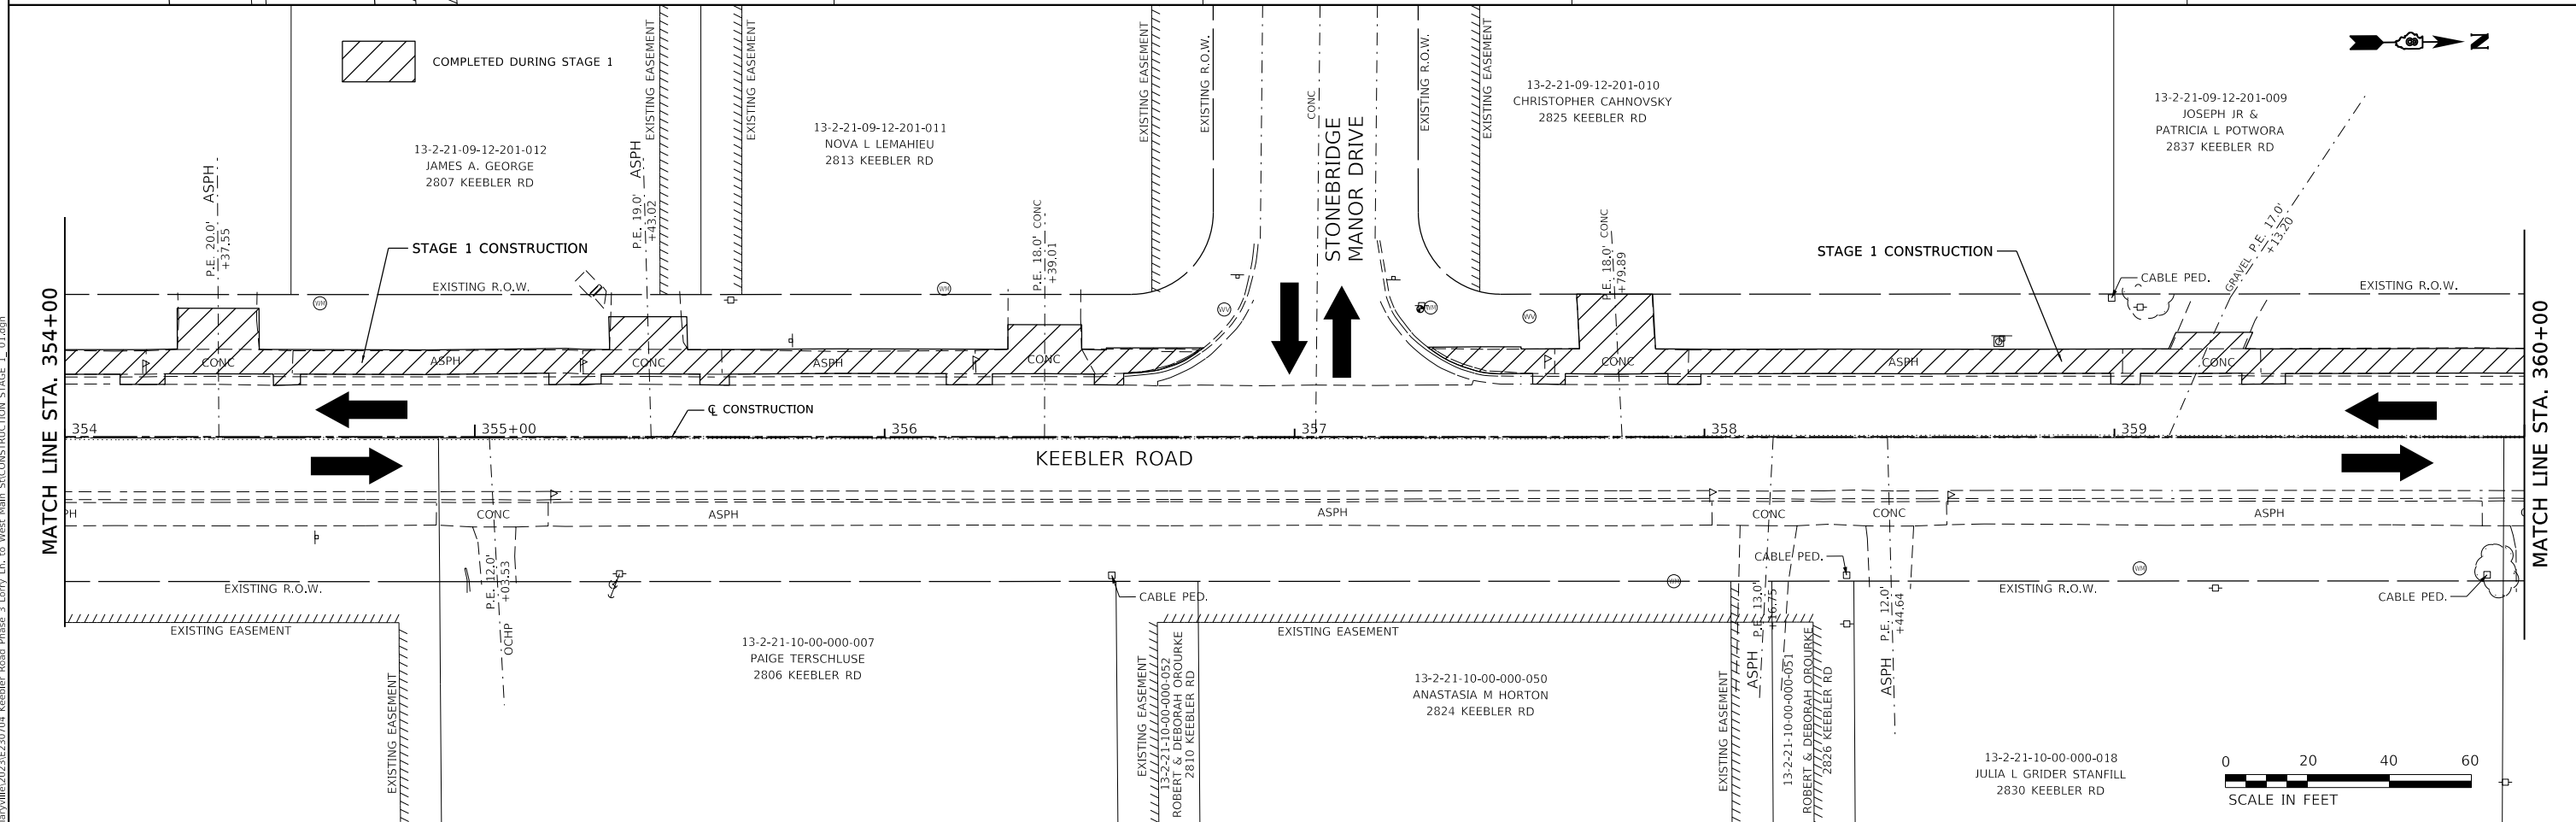 COMPLETED DURING STAGE 1
N
13-2-21-09-12-201-012
JAMES A. GEORGE
2807 KEEBLER RD
13-2-21-09-12-201-011
NOVA L LEMAHIEU
2813 KEEBLER RD
13-2-21-09-12-201-010
CHRISTOPHER CAHNOVSKY
2825 KEEBLER RD
13-2-21-09-12-201-009
JOSEPH JR &
PATRICIA L POTWORA
2837 KEEBLER RD
EXISTING EASEMENT
EXISTING EASEMENT
EXISTING EASEMENT
EXISTING R.O.W.
CONC
EXISTING R.O.W.
EXISTING EASEMENT
STONEBRIDGE
MANOR DRIVE
P.E. 20.0' ASPH
+37.55
P.E. 19.0' ASPH
+43.02
P.E. 18.0' CONC
+39.01
P.E. 18.0' CONC
+79.89
GRAVEL P.E. 17.0'
+13.20
STAGE 1 CONSTRUCTION
STAGE 1 CONSTRUCTION
CABLE PED.
EXISTING R.O.W.
EXISTING R.O.W.
WM
WM
WV
WM
WV
MATCH LINE STA. 354+00
MATCH LINE STA. 360+00
CONC
ASPH
CONC
ASPH
CONC
CONC
ASPH
CONC
℄ CONSTRUCTION
354
355+00
356
357
358
359
KEEBLER ROAD
PH
CONC
ASPH
ASPH
CONC
CONC
ASPH
P.E. 12.0'
+03.53
OCHP
CABLE PED.
CABLE PED.
CABLE PED.
WM
WM
EXISTING R.O.W.
EXISTING R.O.W.
EXISTING EASEMENT
EXISTING EASEMENT
EXISTING EASEMENT
EXISTING EASEMENT
EXISTING EASEMENT
13-2-21-10-00-000-007
PAIGE TERSCHLUSE
2806 KEEBLER RD
13-2-21-10-00-000-052
ROBERT & DEBORAH OROURKE
2810 KEEBLER RD
13-2-21-10-00-000-050
ANASTASIA M HORTON
2824 KEEBLER RD
ASPH P.E. 13.0'
+16.75
13-2-21-10-00-000-051
ROBERT & DEBORAH OROURKE
2826 KEEBLER RD
ASPH P.E. 12.0'
+44.64
13-2-21-10-00-000-018
JULIA L GRIDER STANFILL
2830 KEEBLER RD
0 20 40 60
SCALE IN FEET